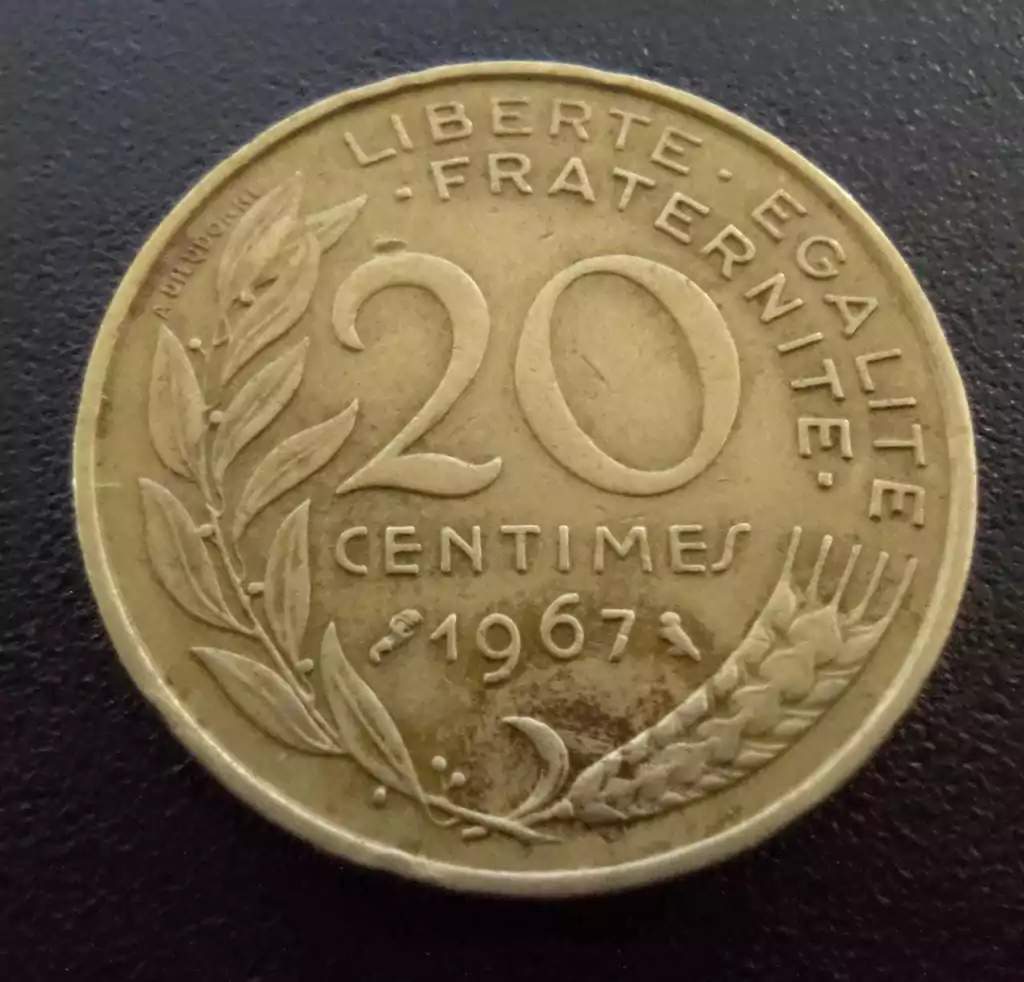 LIBERTE · EGALITE
· FRATERNITE ·
20
CENTIMES
1967